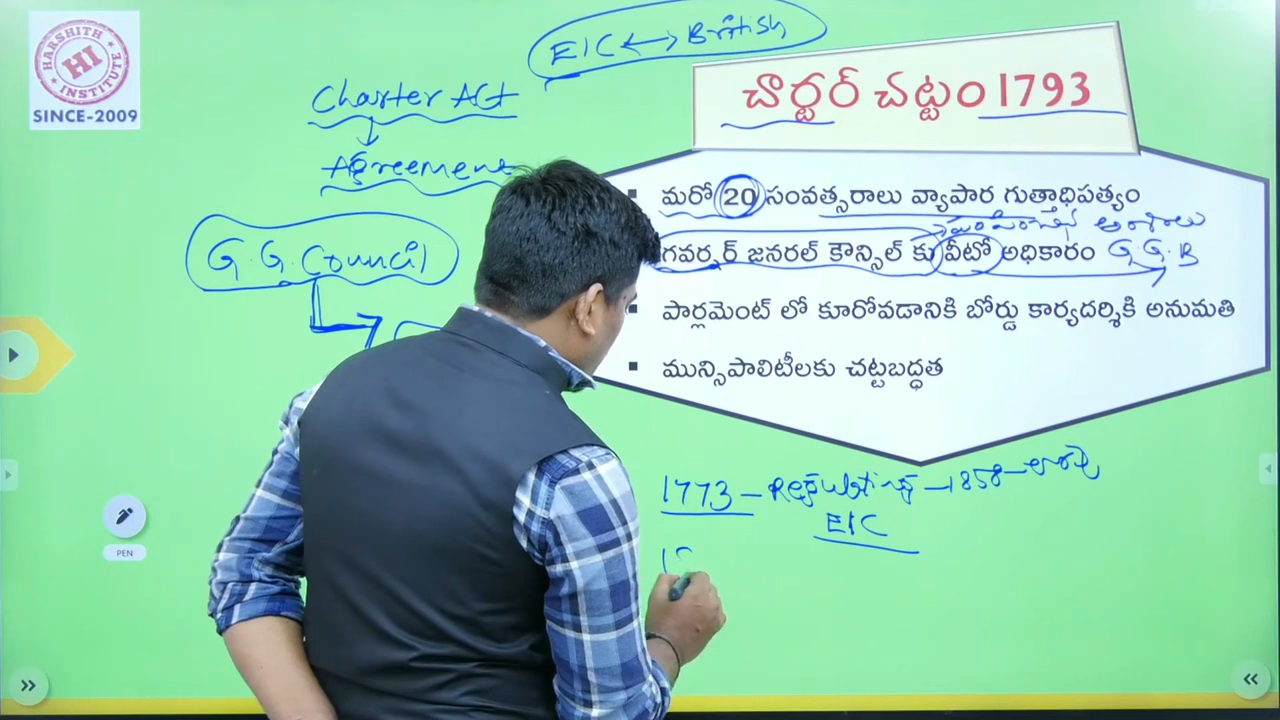 HARSHITH INSTITUTE
HI
SINCE-2009
EIC ↔ British
Charter Act
Agreement
G.G.Council
చార్టర్ చట్టం 1793
మరో 20 సంవత్సరాలు వ్యాపార గుత్తాధిపత్యం
అంశాలు
గవర్నర్ జనరల్ కౌన్సిల్ కు వీటో అధికారం G.G.B
పార్లమెంట్ లో కూరోవడానికి బోర్డు కార్యదర్శికి అనుమతి
మున్సిపాలిటీలకు చట్టబద్ధత
1773 - Regulating - 1858 -
EIC
PEN